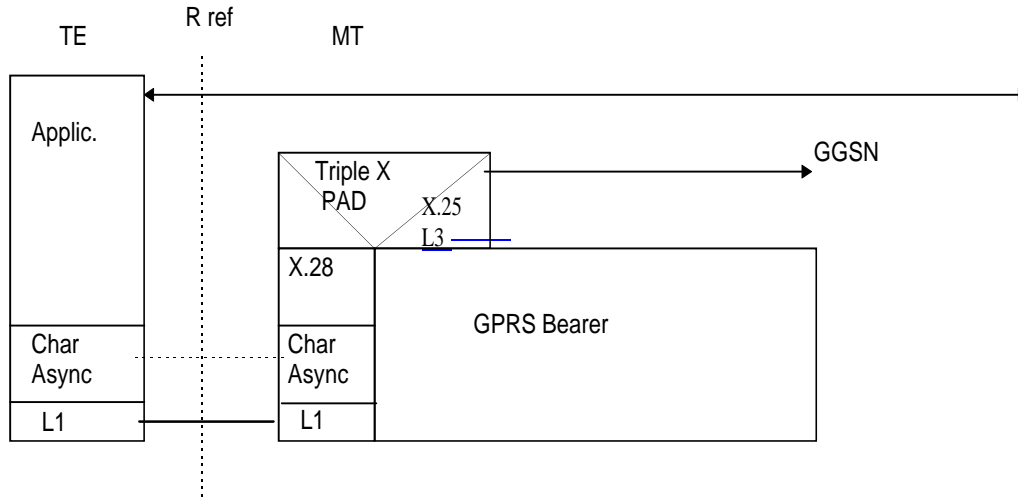 R ref
TE
MT
Applic.
GGSN
Triple X
PAD
X.25
L3
X.28
GPRS Bearer
Char
Async
Char
Async
L1
L1